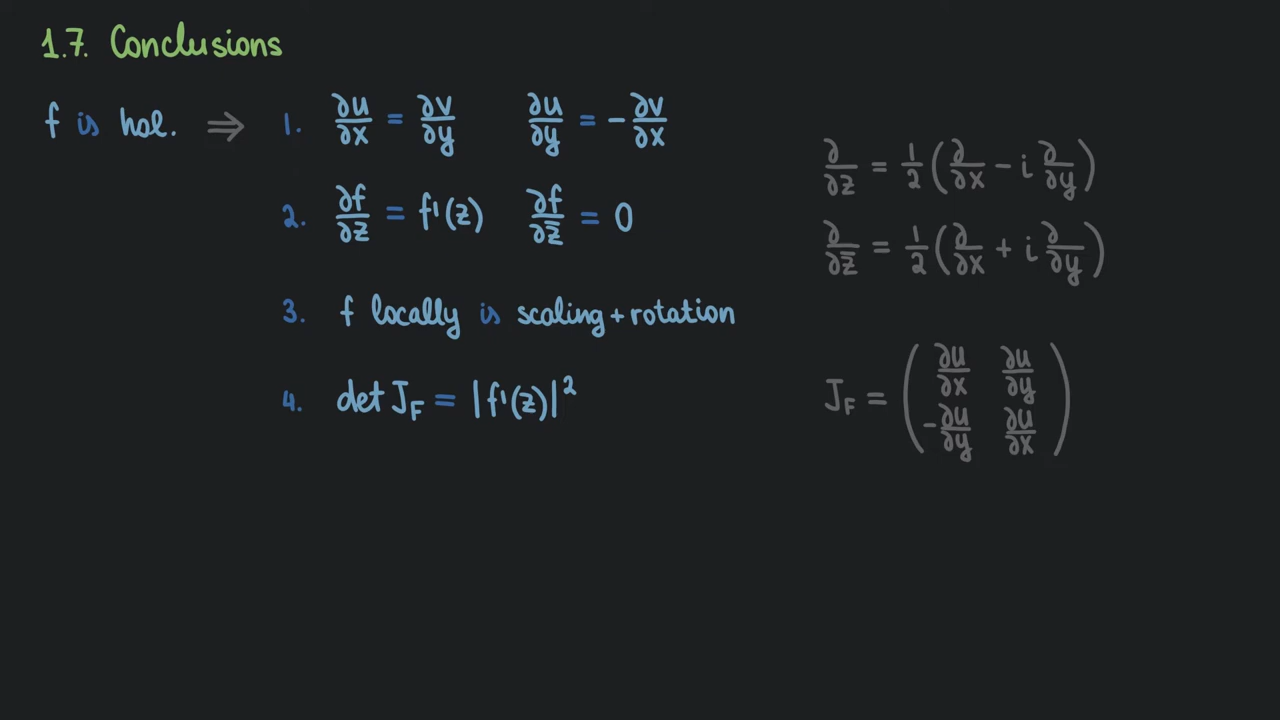 1.7. Conclusions
f is hol. ⇒ 1. ∂u/∂x = ∂v/∂y ∂u/∂y = -∂v/∂x
2. ∂f/∂z = f'(z) ∂f/∂z̄ = 0
3. f locally is scaling + rotation
4. det J_F = |f'(z)|²
∂/∂z = 1/2 (∂/∂x - i ∂/∂y)
∂/∂z̄ = 1/2 (∂/∂x + i ∂/∂y)
J_F = ( ∂u/∂x ∂u/∂y
-∂u/∂y ∂u/∂x )